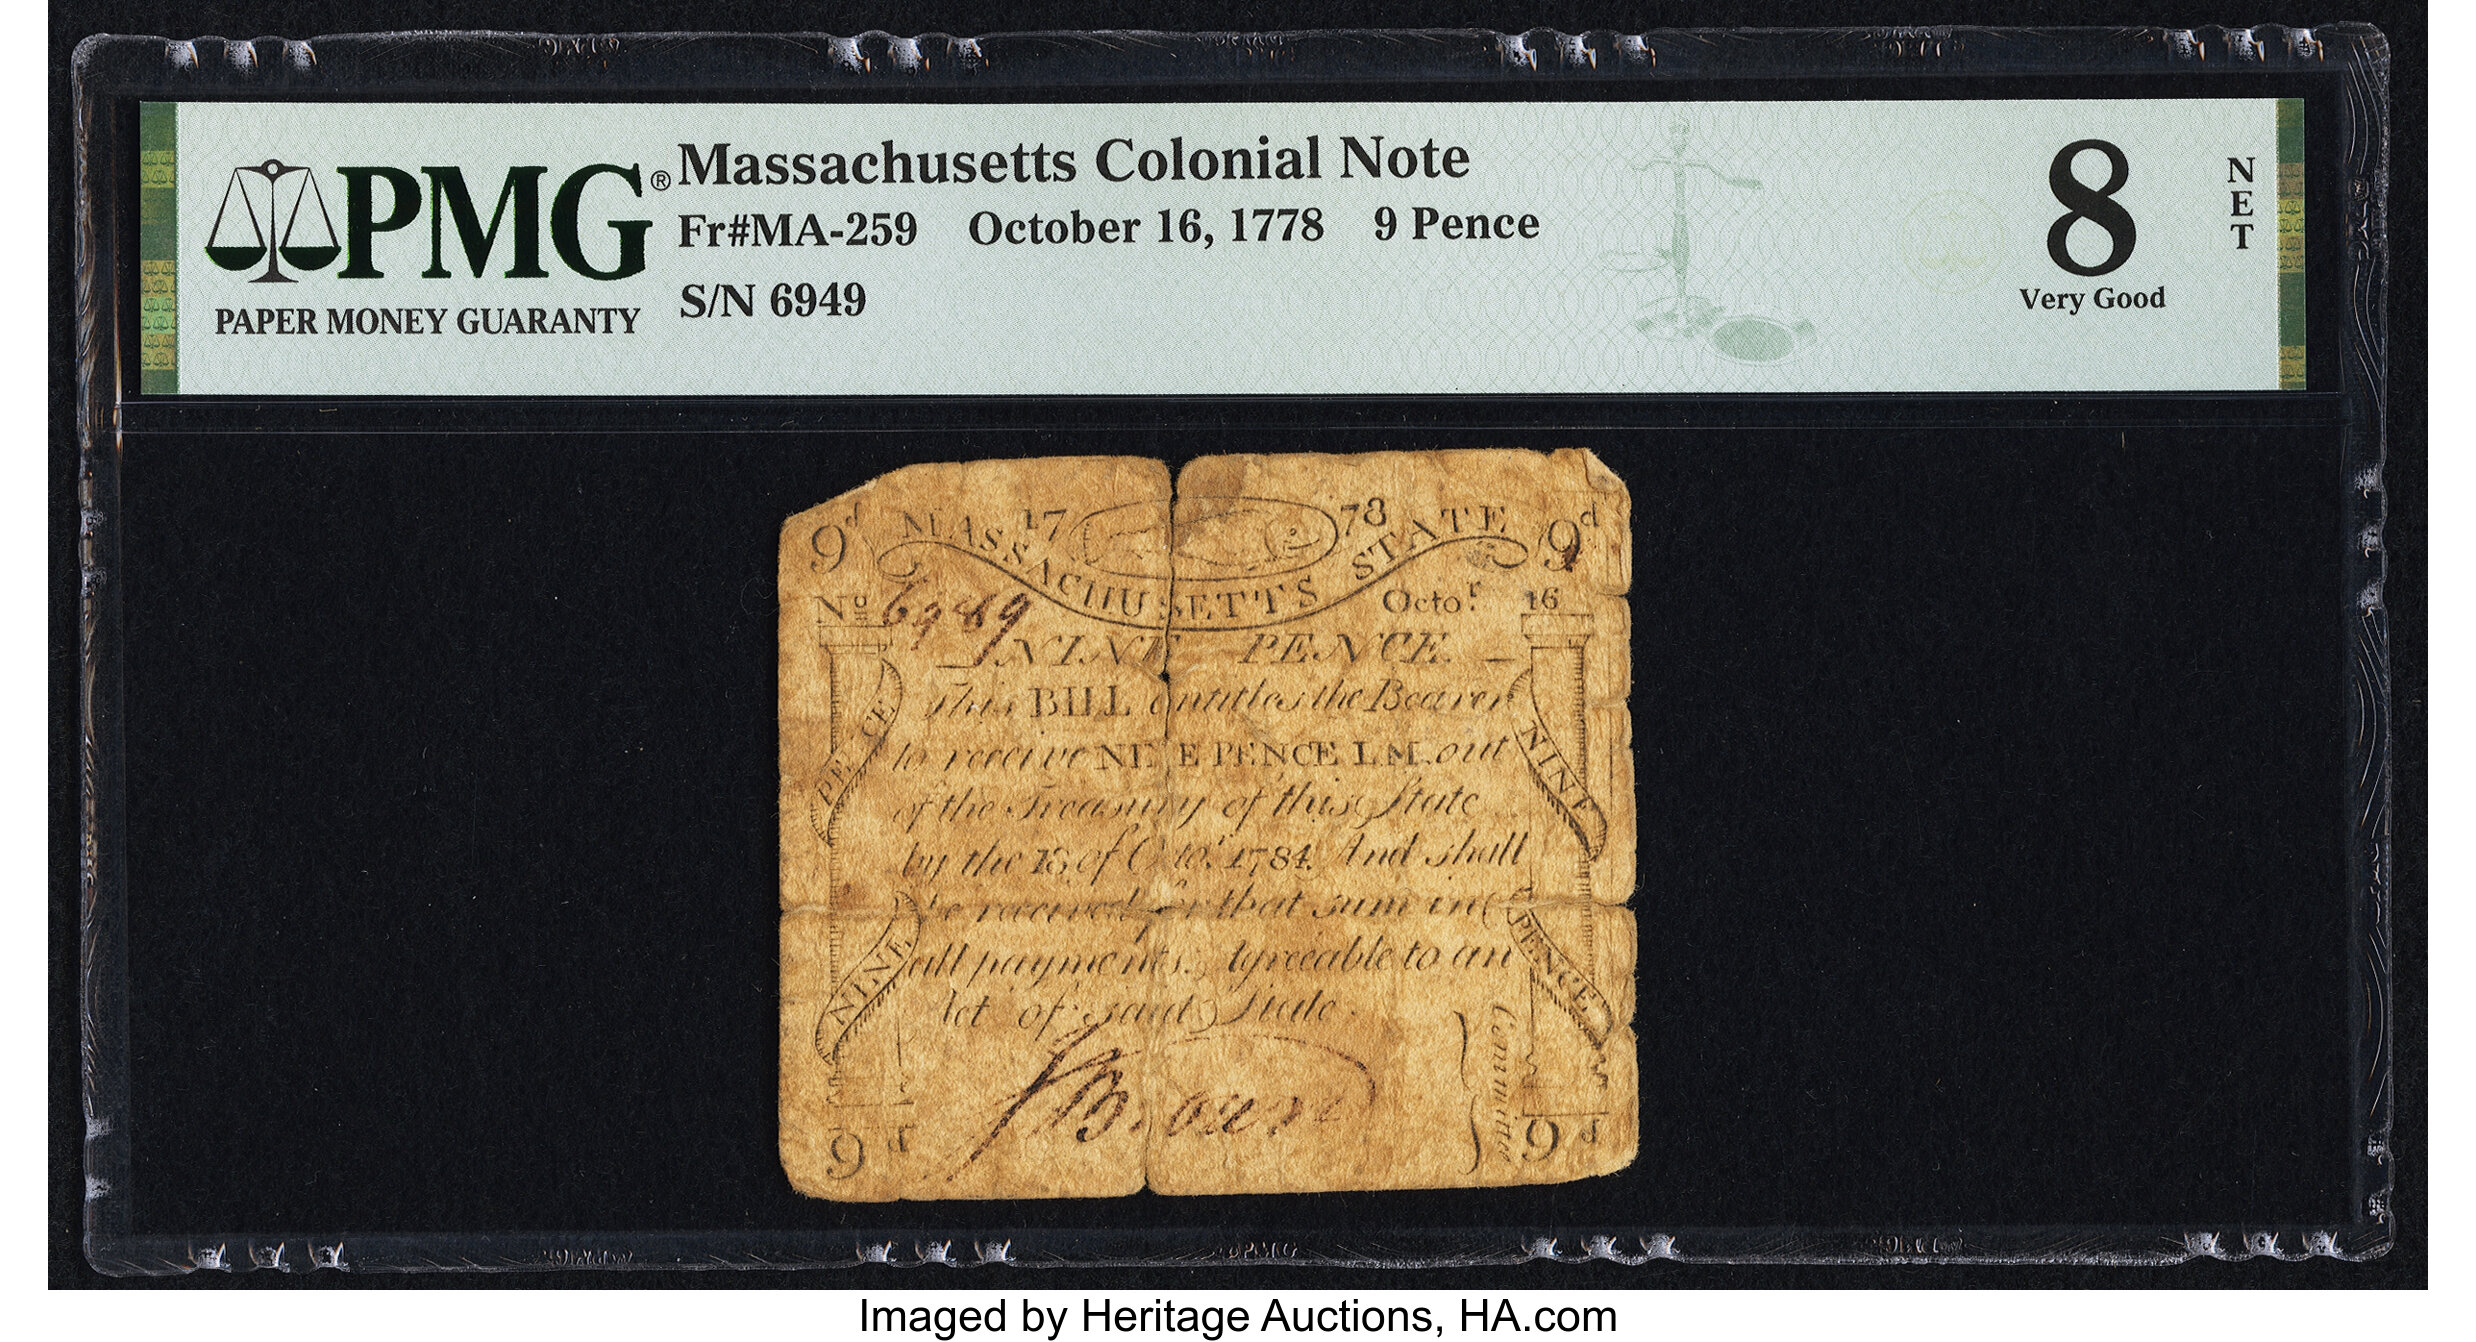 PMG®
PAPER MONEY GUARANTY
Massachusetts Colonial Note
Fr#MA-259 October 16, 1778 9 Pence
S/N 6949
8
Very Good
NET
9d 17 78 9d
MASSACHUSETTS STATE
No 6949 Octor. 16
NINE PENCE.
This BILL entitles the Bearer
to receive NINE PENCE L.M. out
of the Treasury of this State
by the 18 of Octor. 1784. And shall
be received for that sum in
all payments, Agreeable to an
Act of said State.
PENCE
NINE
NINE
PENCE
Committee
9d 9d
Imaged by Heritage Auctions, HA.com